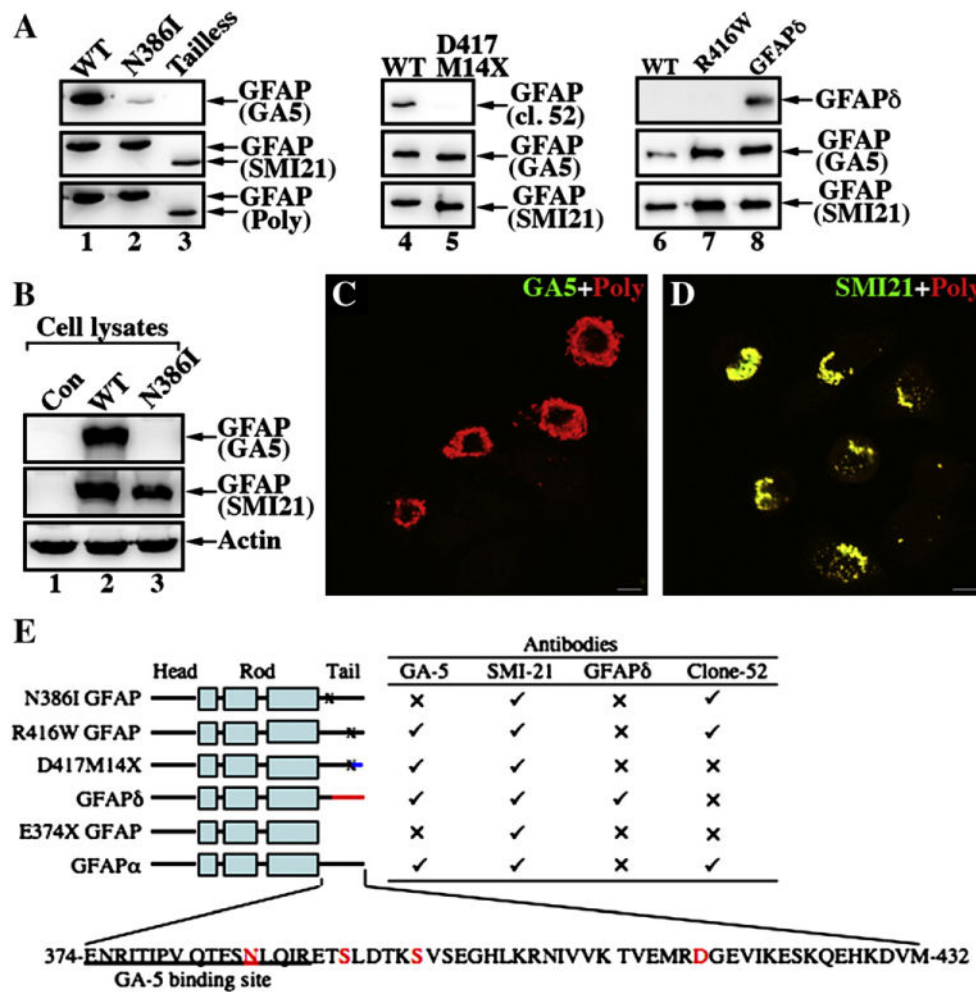 A
WT N386I Tailless
GFAP (GA5)
GFAP (SMI21)
GFAP (Poly)
1 2 3
WT D417 M14X
GFAP (cl. 52)
GFAP (GA5)
GFAP (SMI21)
4 5
WT R416W GFAPδ
GFAPδ
GFAP (GA5)
GFAP (SMI21)
6 7 8
B
Cell lysates
Con WT N386I
GFAP (GA5)
GFAP (SMI21)
Actin
1 2 3
C GA5+Poly
D SMI21+Poly
E
Antibodies
Head Rod Tail GA-5 SMI-21 GFAPδ Clone-52
N386I GFAP x × ✓ × ✓
R416W GFAP x ✓ ✓ × ✓
D417M14X x ✓ ✓ × ×
GFAPδ ✓ ✓ ✓ ×
E374X GFAP × ✓ × ×
GFAPα ✓ ✓ × ✓
374-ENRITIPVQTFSNLQIRETSLDTKSVSEGHLKRNIVVK TVEMRDGEVIKESKQEHKDVM-432
GA-5 binding site